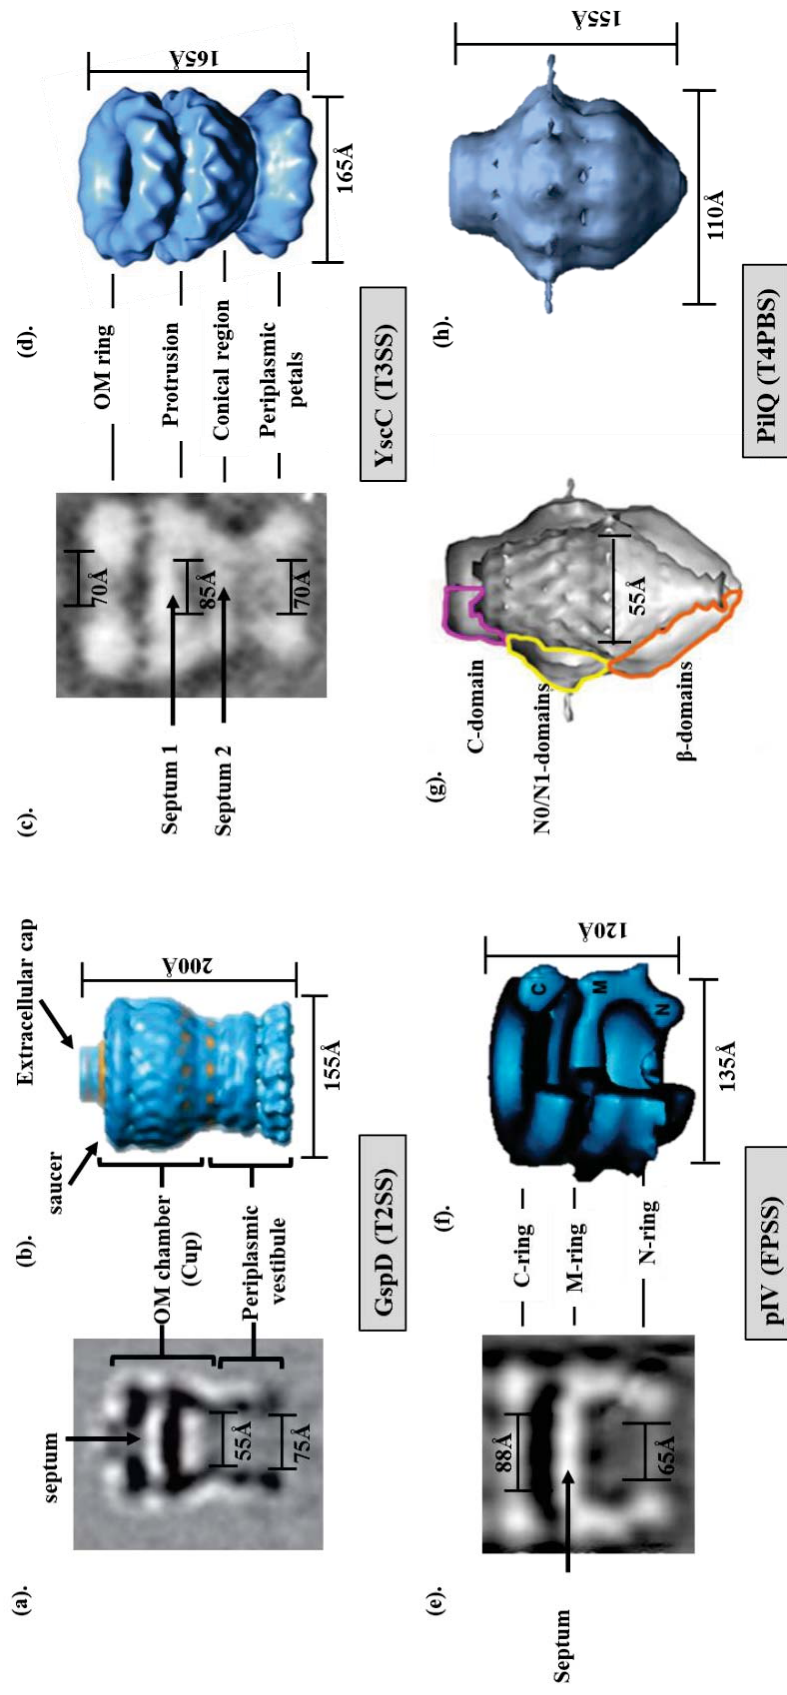 (a).
septum
55Å
75Å
(b).
saucer
Extracellular cap
OM chamber
(Cup)
Periplasmic
vestibule
200Å
155Å
GspD (T2SS)
(c).
70Å
85Å
70Å
Septum 1
Septum 2
(d).
OM ring
Protrusion
Conical region
Periplasmic
petals
165Å
165Å
YscC (T3SS)
(e).
88Å
65Å
Septum
(f).
C-ring
M-ring
N-ring
C
M
N
120Å
135Å
pIV (FPSS)
(g).
C-domain
N0/N1-domains
β-domains
55Å
(h).
155Å
110Å
PilQ (T4PBS)